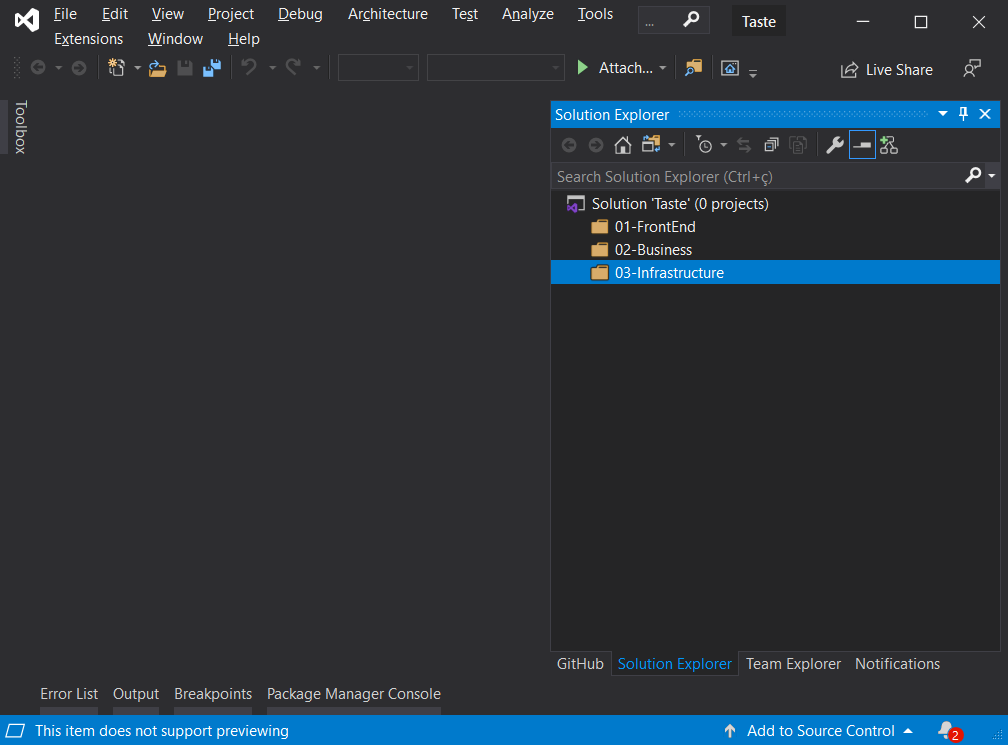 File Edit View Project Debug Architecture Test Analyze Tools ... Taste
Extensions Window Help
Attach... Live Share
Toolbox
Solution Explorer
Search Solution Explorer (Ctrl+ç)
Solution 'Taste' (0 projects)
01-FrontEnd
02-Business
03-Infrastructure
GitHub Solution Explorer Team Explorer Notifications
Error List Output Breakpoints Package Manager Console
This item does not support previewing Add to Source Control 2